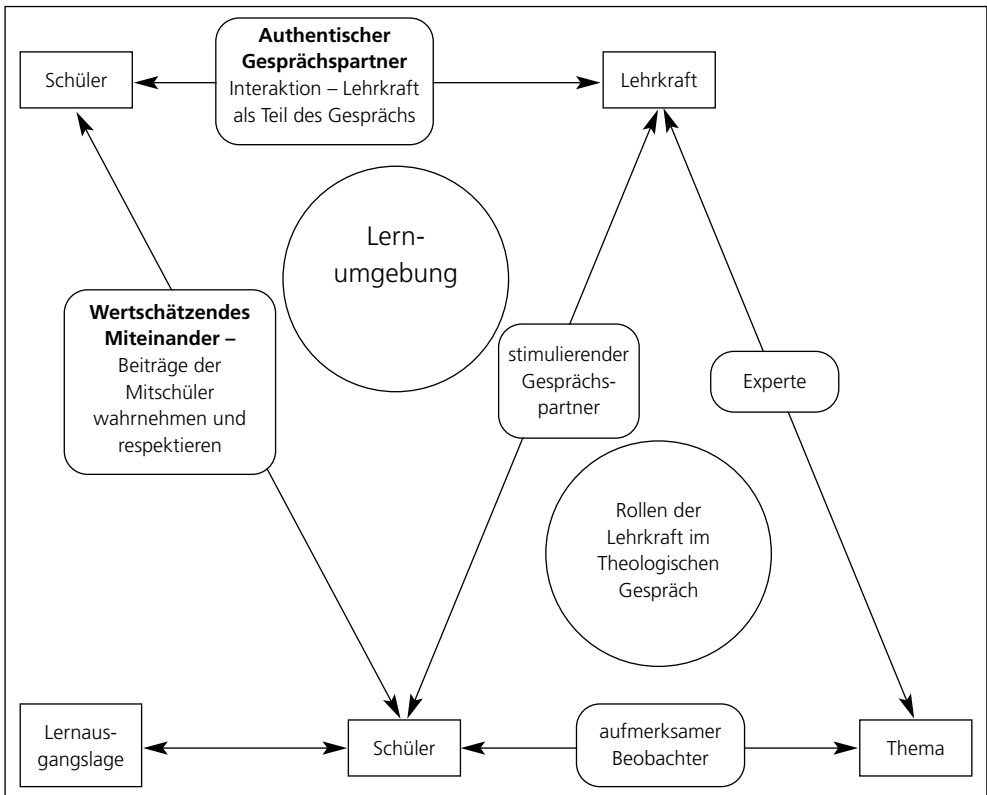 Schüler
Authentischer
Gesprächspartner
Interaktion – Lehrkraft
als Teil des Gesprächs
Lehrkraft
Lern-
umgebung
Wertschätzendes
Miteinander –
Beiträge der
Mitschüler
wahrnehmen und
respektieren
stimulierender
Gesprächs-
partner
Experte
Rollen der
Lehrkraft im
Theologischen
Gespräch
Lernaus-
gangslage
Schüler
aufmerksamer
Beobachter
Thema